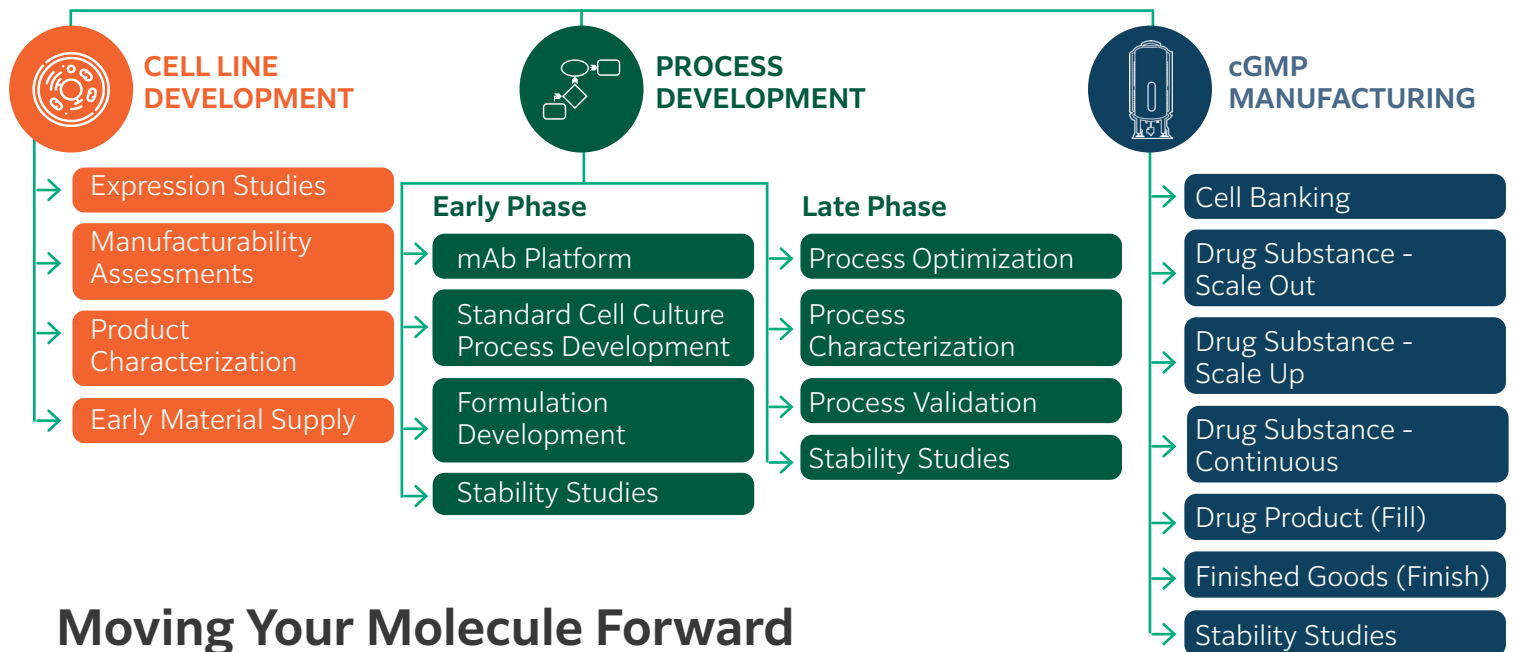 CELL LINE
DEVELOPMENT
Expression Studies
Manufacturability
Assessments
Product
Characterization
Early Material Supply
PROCESS
DEVELOPMENT
Early Phase
mAb Platform
Standard Cell Culture
Process Development
Formulation
Development
Stability Studies
Late Phase
Process Optimization
Process
Characterization
Process Validation
Stability Studies
cGMP
MANUFACTURING
Cell Banking
Drug Substance -
Scale Out
Drug Substance -
Scale Up
Drug Substance -
Continuous
Drug Product (Fill)
Finished Goods (Finish)
Stability Studies
Moving Your Molecule Forward